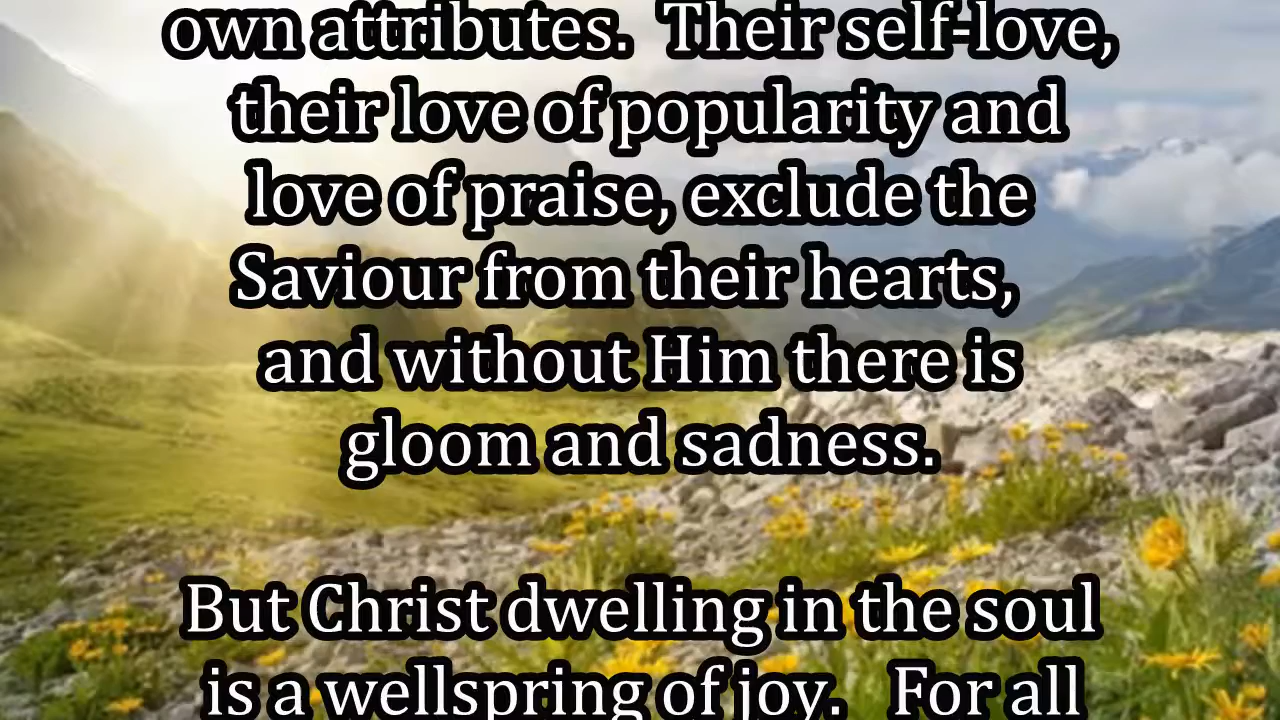 own attributes.  Their self-love,
their love of popularity and
love of praise, exclude the
Saviour from their hearts,
and without Him there is
gloom and sadness.
But Christ dwelling in the soul
is a wellspring of joy.   For all